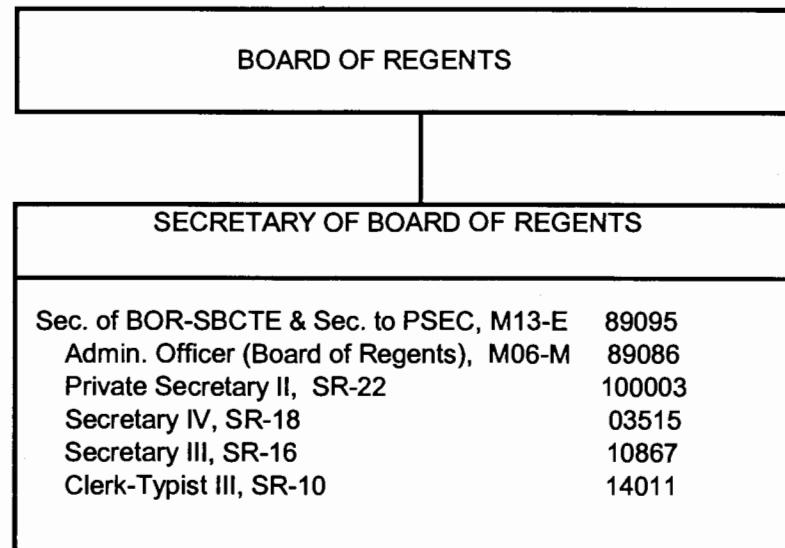 BOARD OF REGENTS
SECRETARY OF BOARD OF REGENTS
Sec. of BOR-SBCTE & Sec. to PSEC, M13-E 89095
Admin. Officer (Board of Regents), M06-M 89086
Private Secretary II, SR-22 100003
Secretary IV, SR-18 03515
Secretary III, SR-16 10867
Clerk-Typist III, SR-10 14011